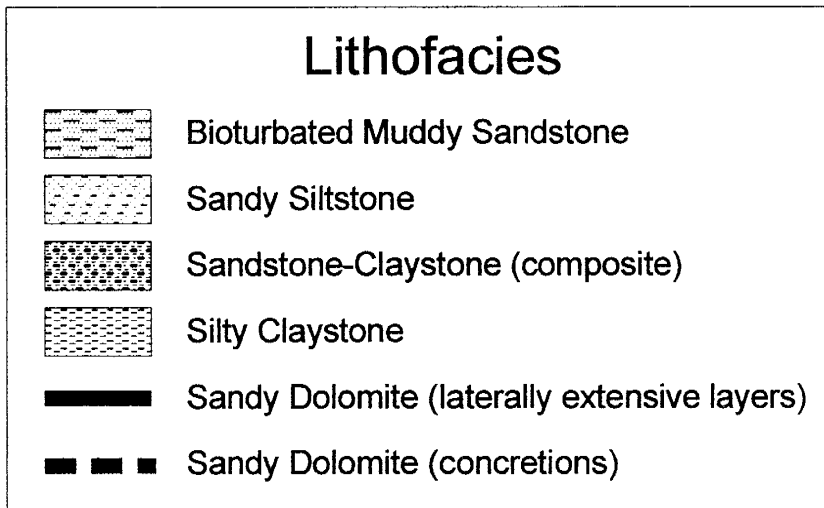 Lithofacies
Bioturbated Muddy Sandstone
Sandy Siltstone
Sandstone-Claystone (composite)
Silty Claystone
Sandy Dolomite (laterally extensive layers)
Sandy Dolomite (concretions)